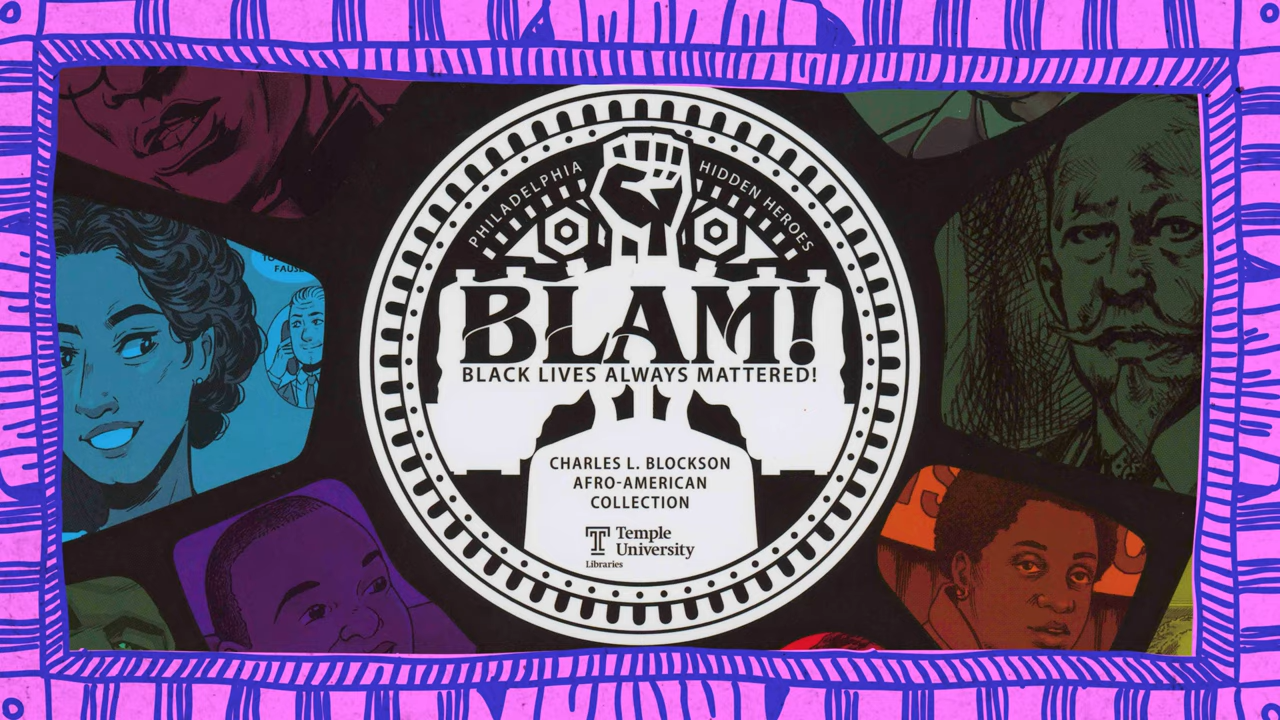 PHILADELPHIA HIDDEN HEROES
BLAM!
BLACK LIVES ALWAYS MATTERED!
CHARLES L. BLOCKSON
AFRO-AMERICAN
COLLECTION
T Temple
University
Libraries